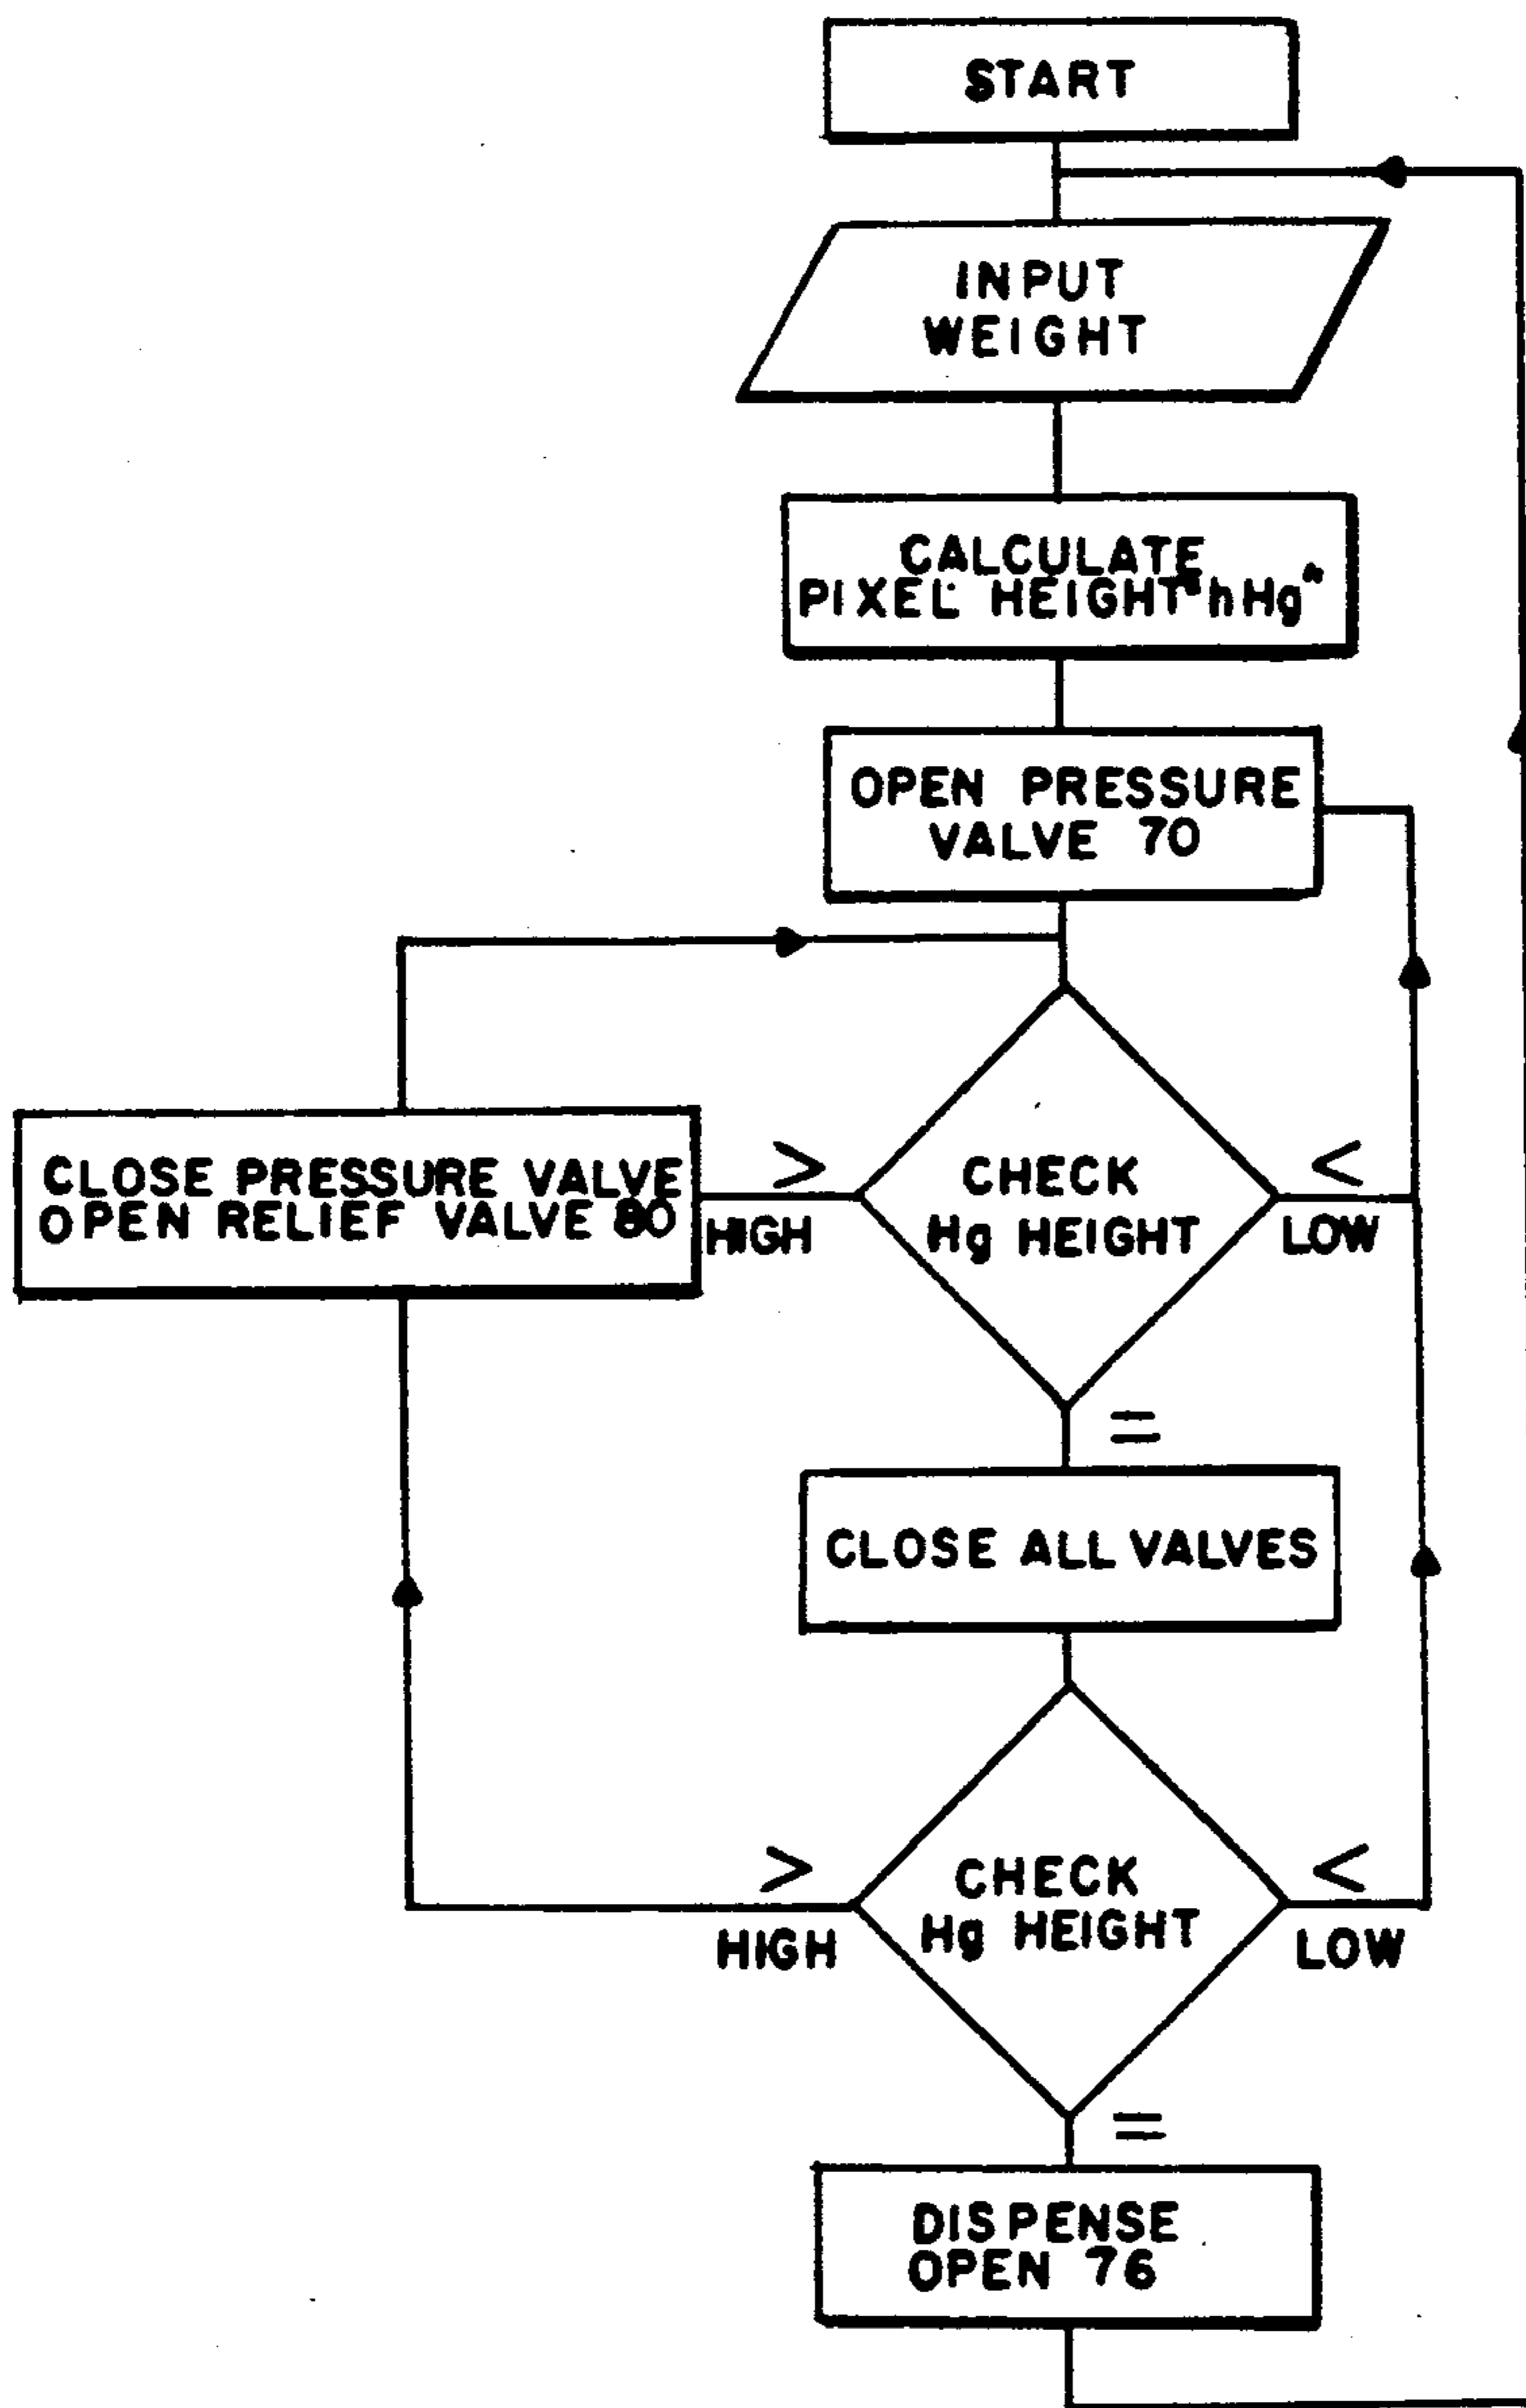 START
INPUT
WEIGHT
CALCULATE
PIXEL HEIGHT "hHg"
OPEN PRESSURE
VALVE 70
CLOSE PRESSURE VALVE
OPEN RELIEF VALVE 80
>
HIGH
CHECK
Hg HEIGHT
<
LOW
=
CLOSE ALL VALVES
>
HIGH
CHECK
Hg HEIGHT
<
LOW
=
DISPENSE
OPEN 76